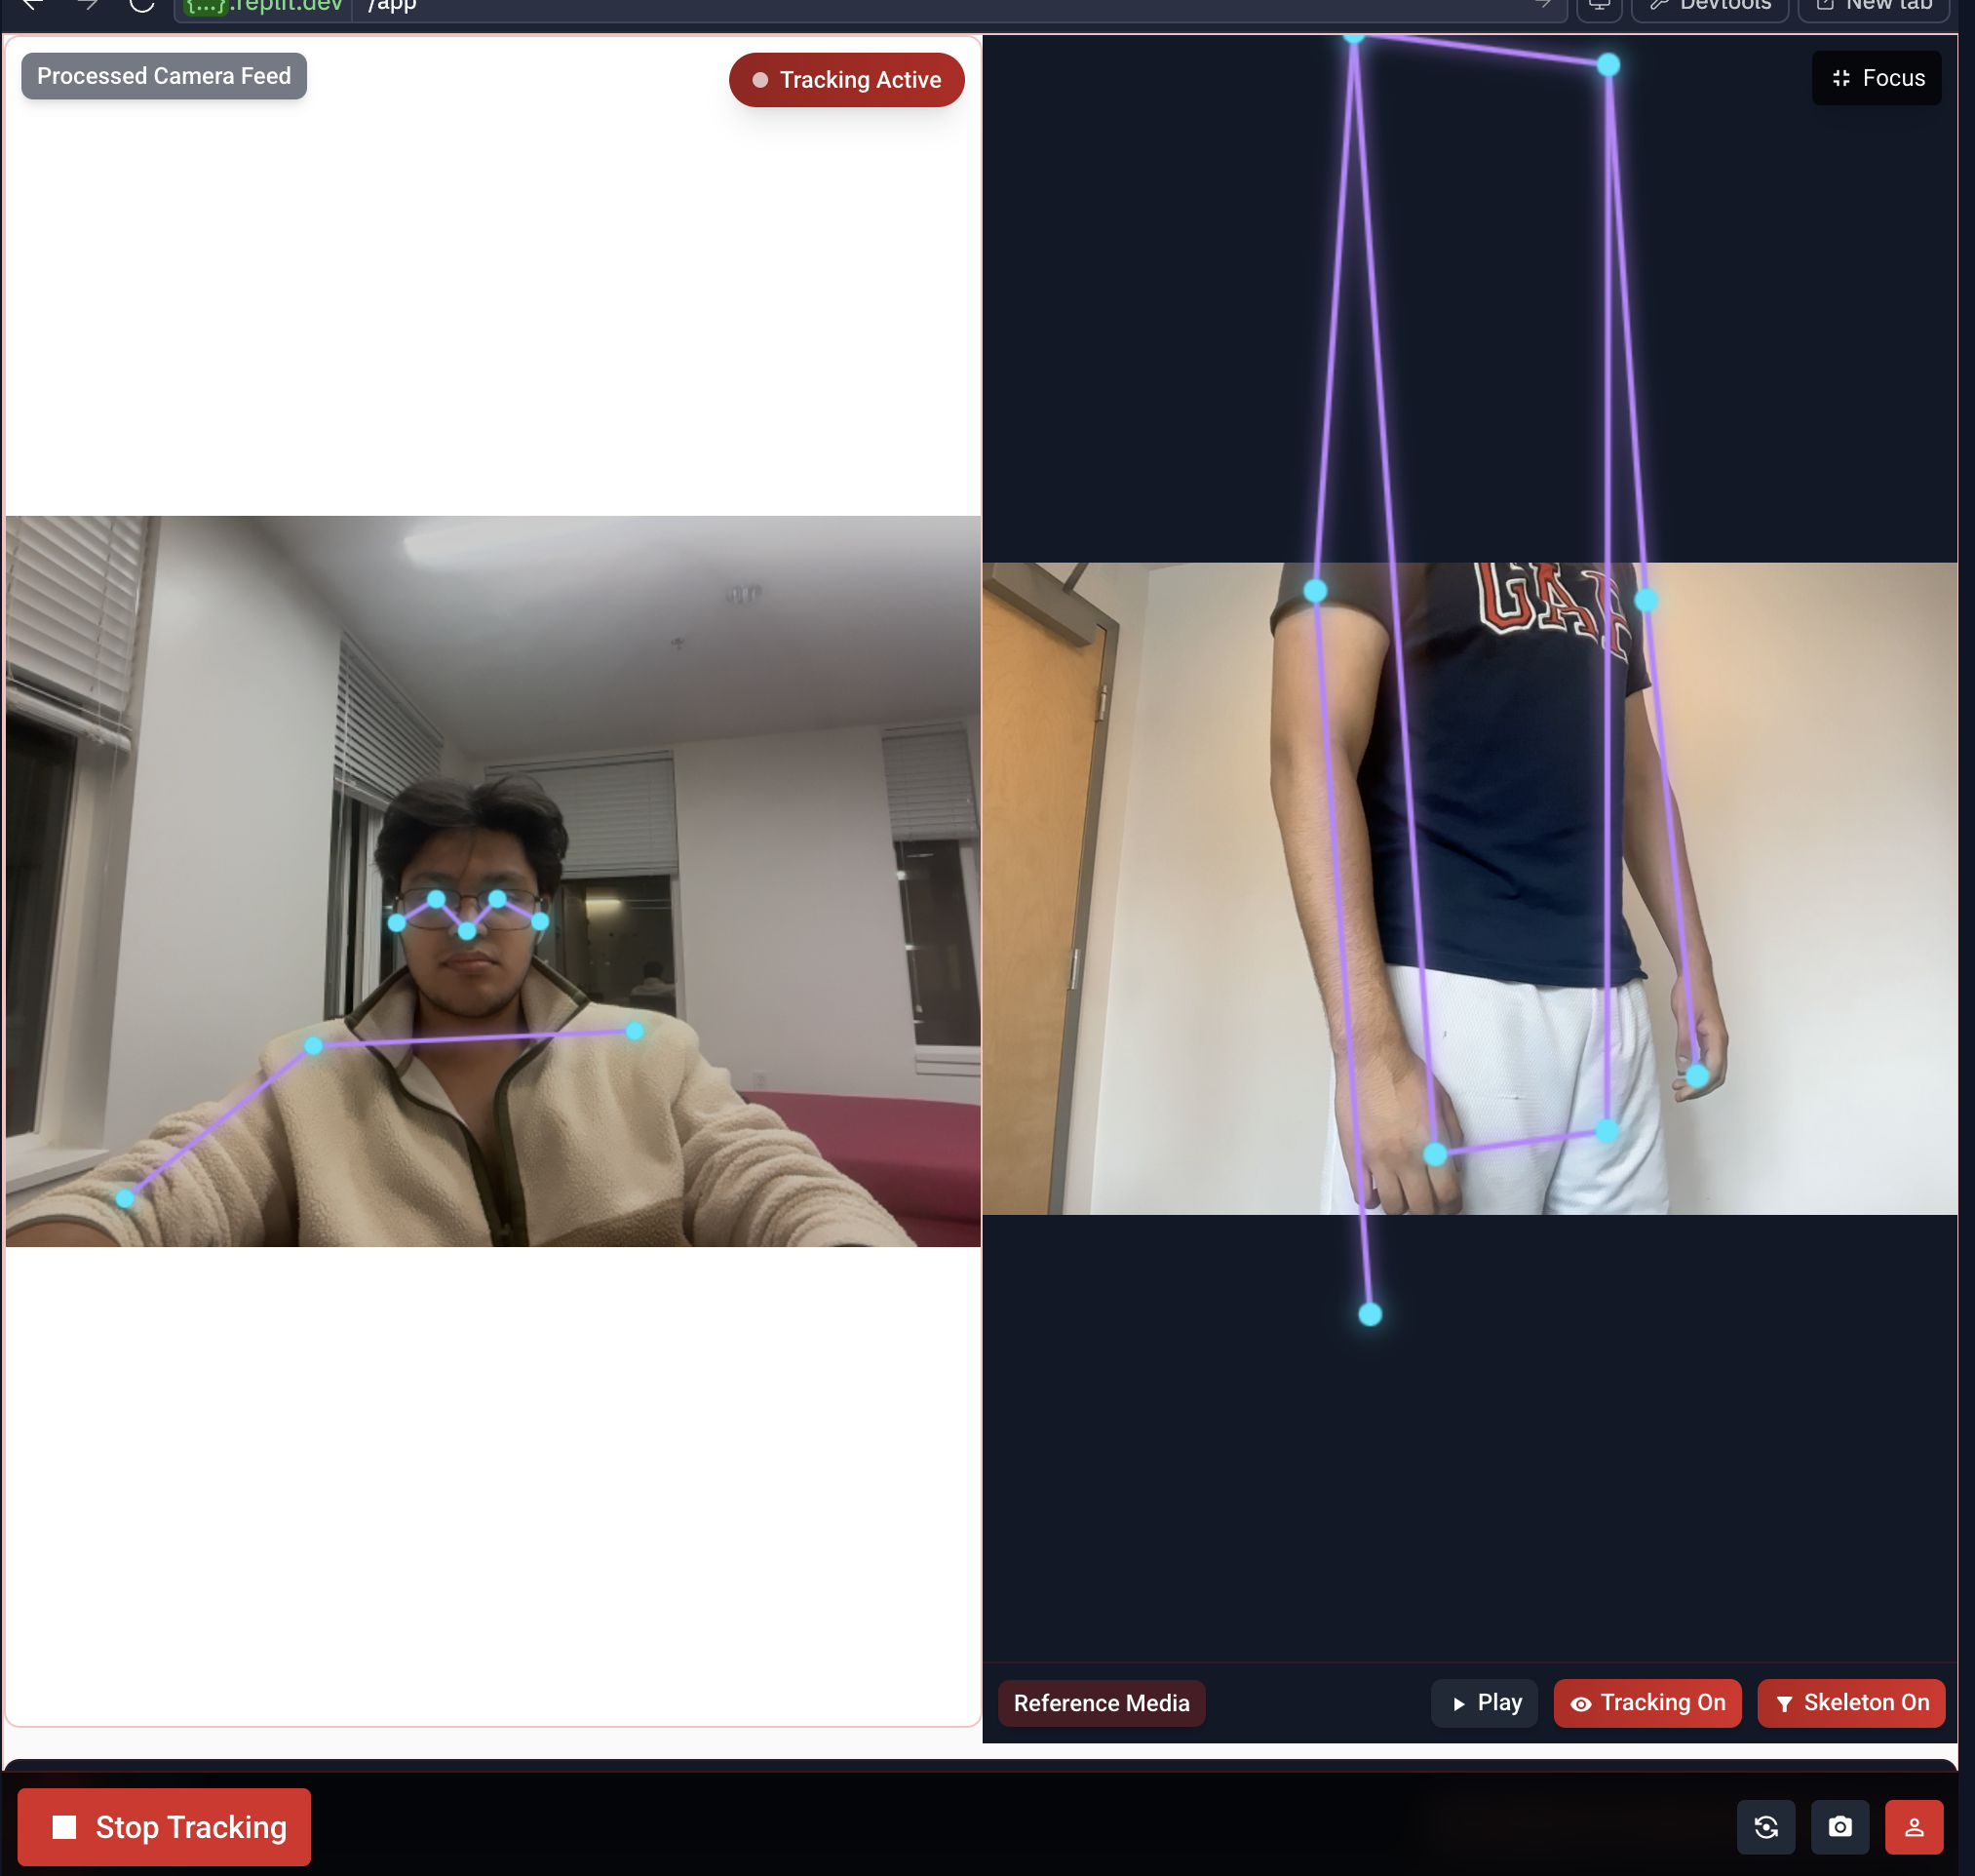 {...}.replit.dev /app
Devtools
New tab
Processed Camera Feed
Tracking Active
Focus
GAP
Reference Media
Play
Tracking On
Skeleton On
Stop Tracking